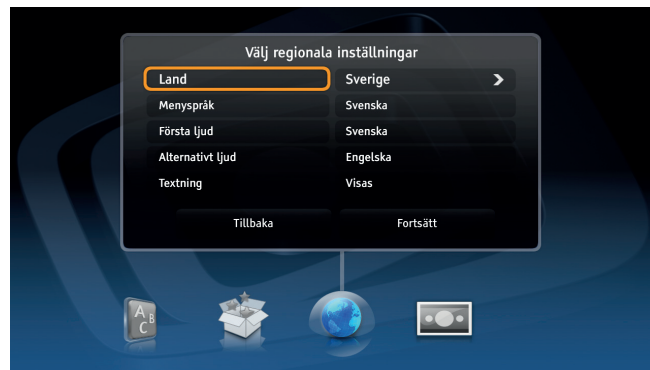 Välj regionala inställningar
Land Sverige
Menyspråk Svenska
Första ljud Svenska
Alternativt ljud Engelska
Textning Visas
Tillbaka Fortsätt
A B
C